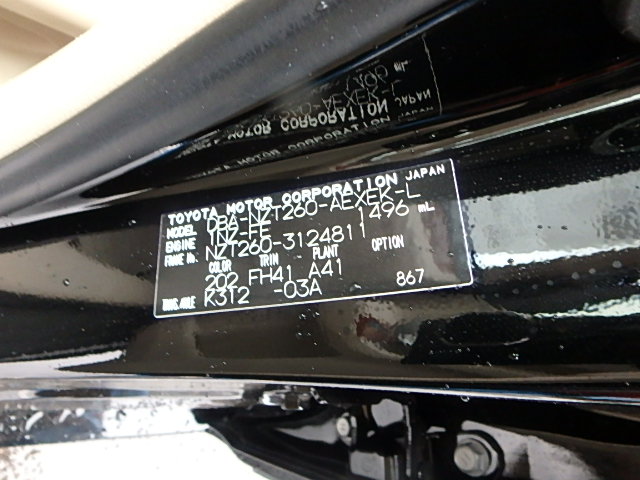 TOYOTA MOTOR CORPORATION JAPAN
MODEL DBA-NZT260-AEXEK-L
ENGINE 1NZ-FE 1496 mL
FRAME No. NZT260-3124811
COLOR TRIM PLANT OPTION
202 FH41 A41
TRANS./AXLE K312 -03A 867